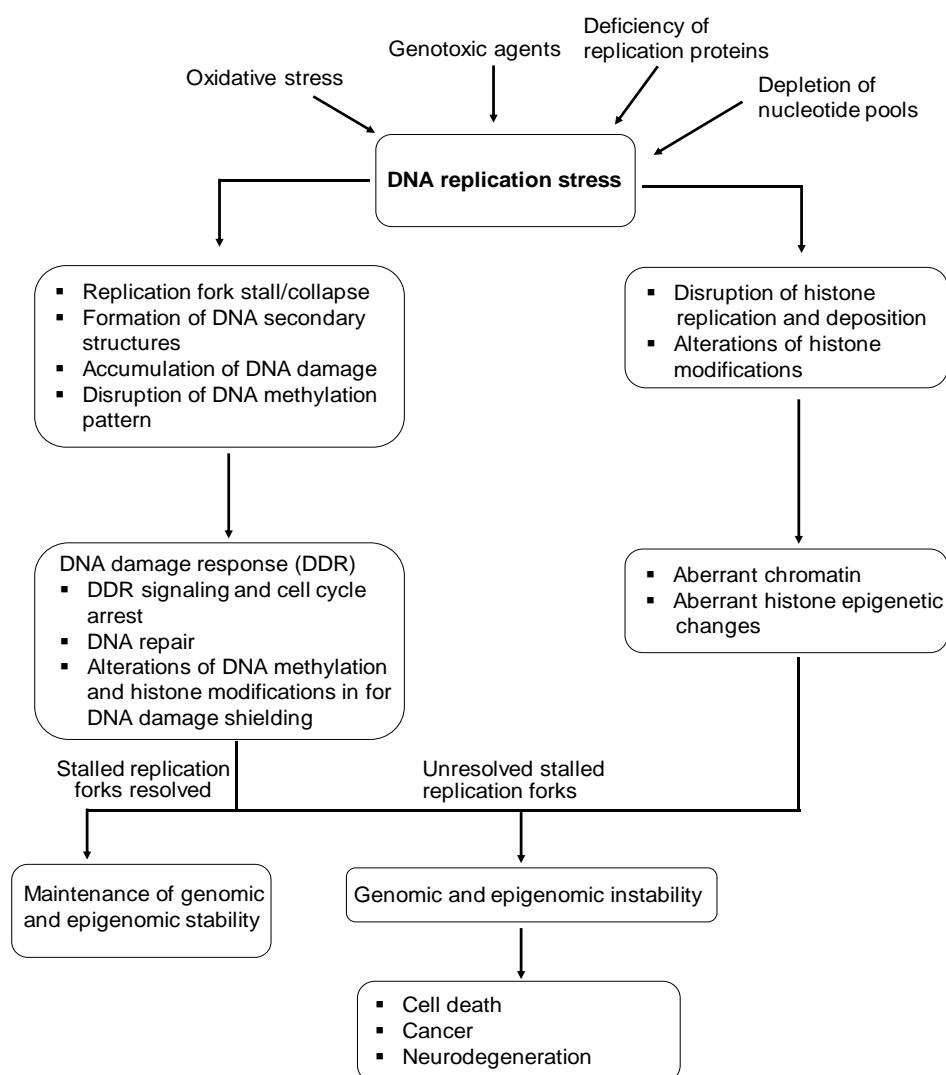 Deficiency of
replication proteins
Genotoxic agents
Oxidative stress
Depletion of
nucleotide pools
DNA replication stress
▪ Replication fork stall/collapse
▪ Formation of DNA secondary
structures
▪ Accumulation of DNA damage
▪ Disruption of DNA methylation
pattern
▪ Disruption of histone
replication and deposition
▪ Alterations of histone
modifications
DNA damage response (DDR)
▪ DDR signaling and cell cycle
arrest
▪ DNA repair
▪ Alterations of DNA methylation
and histone modifications in for
DNA damage shielding
▪ Aberrant chromatin
▪ Aberrant histone epigenetic
changes
Stalled replication
forks resolved
Unresolved stalled
replication forks
Maintenance of genomic
and epigenomic stability
Genomic and epigenomic instability
▪ Cell death
▪ Cancer
▪ Neurodegeneration